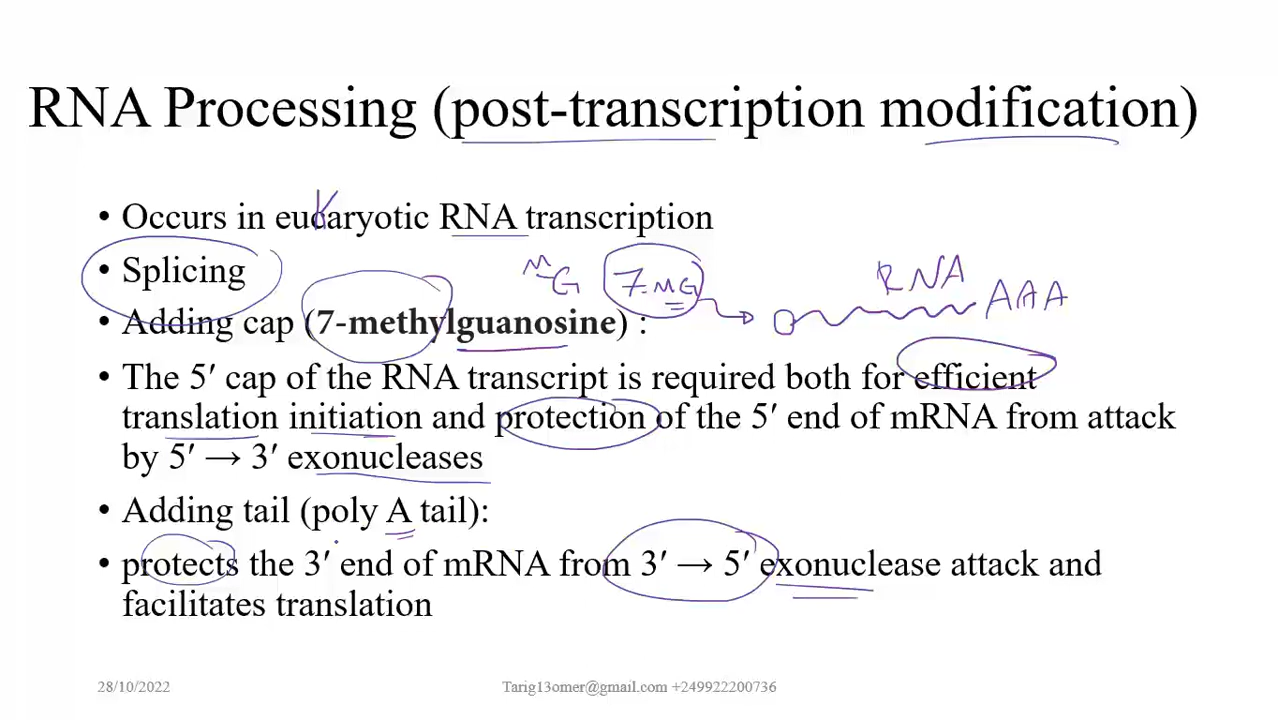 RNA Processing (post-transcription modification)
• Occurs in eucaryotic RNA transcription
K
• Splicing
mG 7-MG RNA AAA
• Adding cap (7-methylguanosine) :
• The 5′ cap of the RNA transcript is required both for efficient
translation initiation and protection of the 5′ end of mRNA from attack
by 5′ → 3′ exonucleases
• Adding tail (poly A tail):
• protects the 3′ end of mRNA from 3′ → 5′ exonuclease attack and
facilitates translation
28/10/2022 Tarig13omer@gmail.com +249922200736